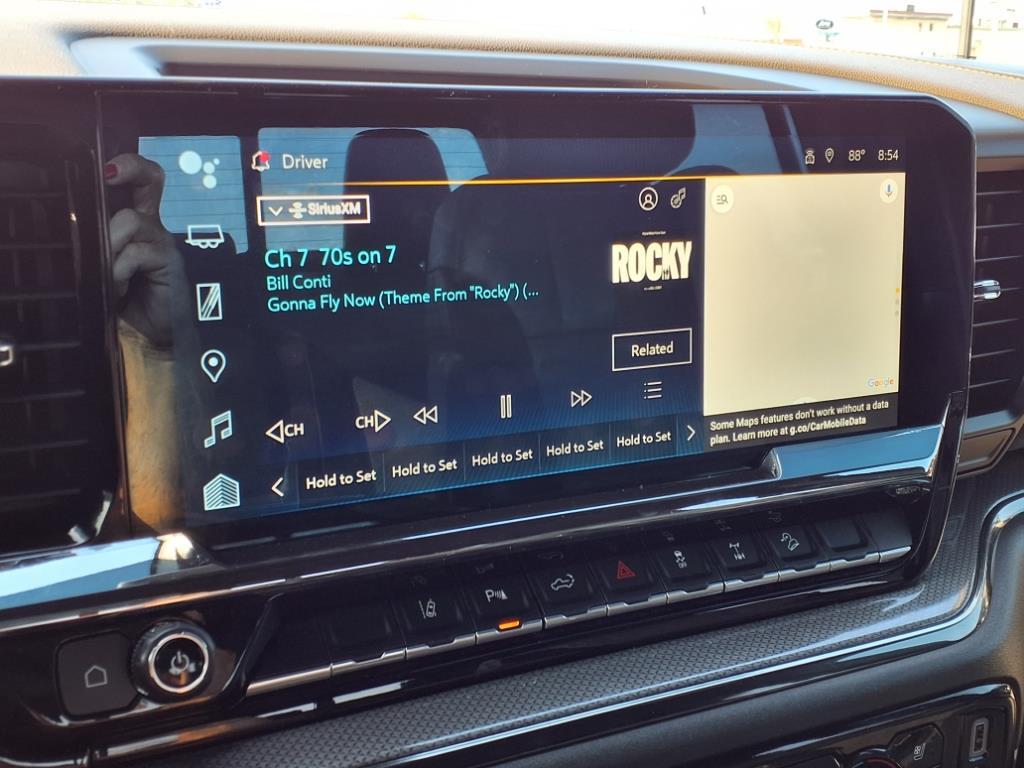 Driver
88° 8:54
SiriusXM
Ch 7 70s on 7
Bill Conti
Gonna Fly Now (Theme From "Rocky") (...
ROCKY
Related
CH
CH
Google
Some Maps features don't work without a data
plan. Learn more at g.co/CarMobileData
Hold to Set
Hold to Set
Hold to Set
Hold to Set
Hold to Set
P
OFF